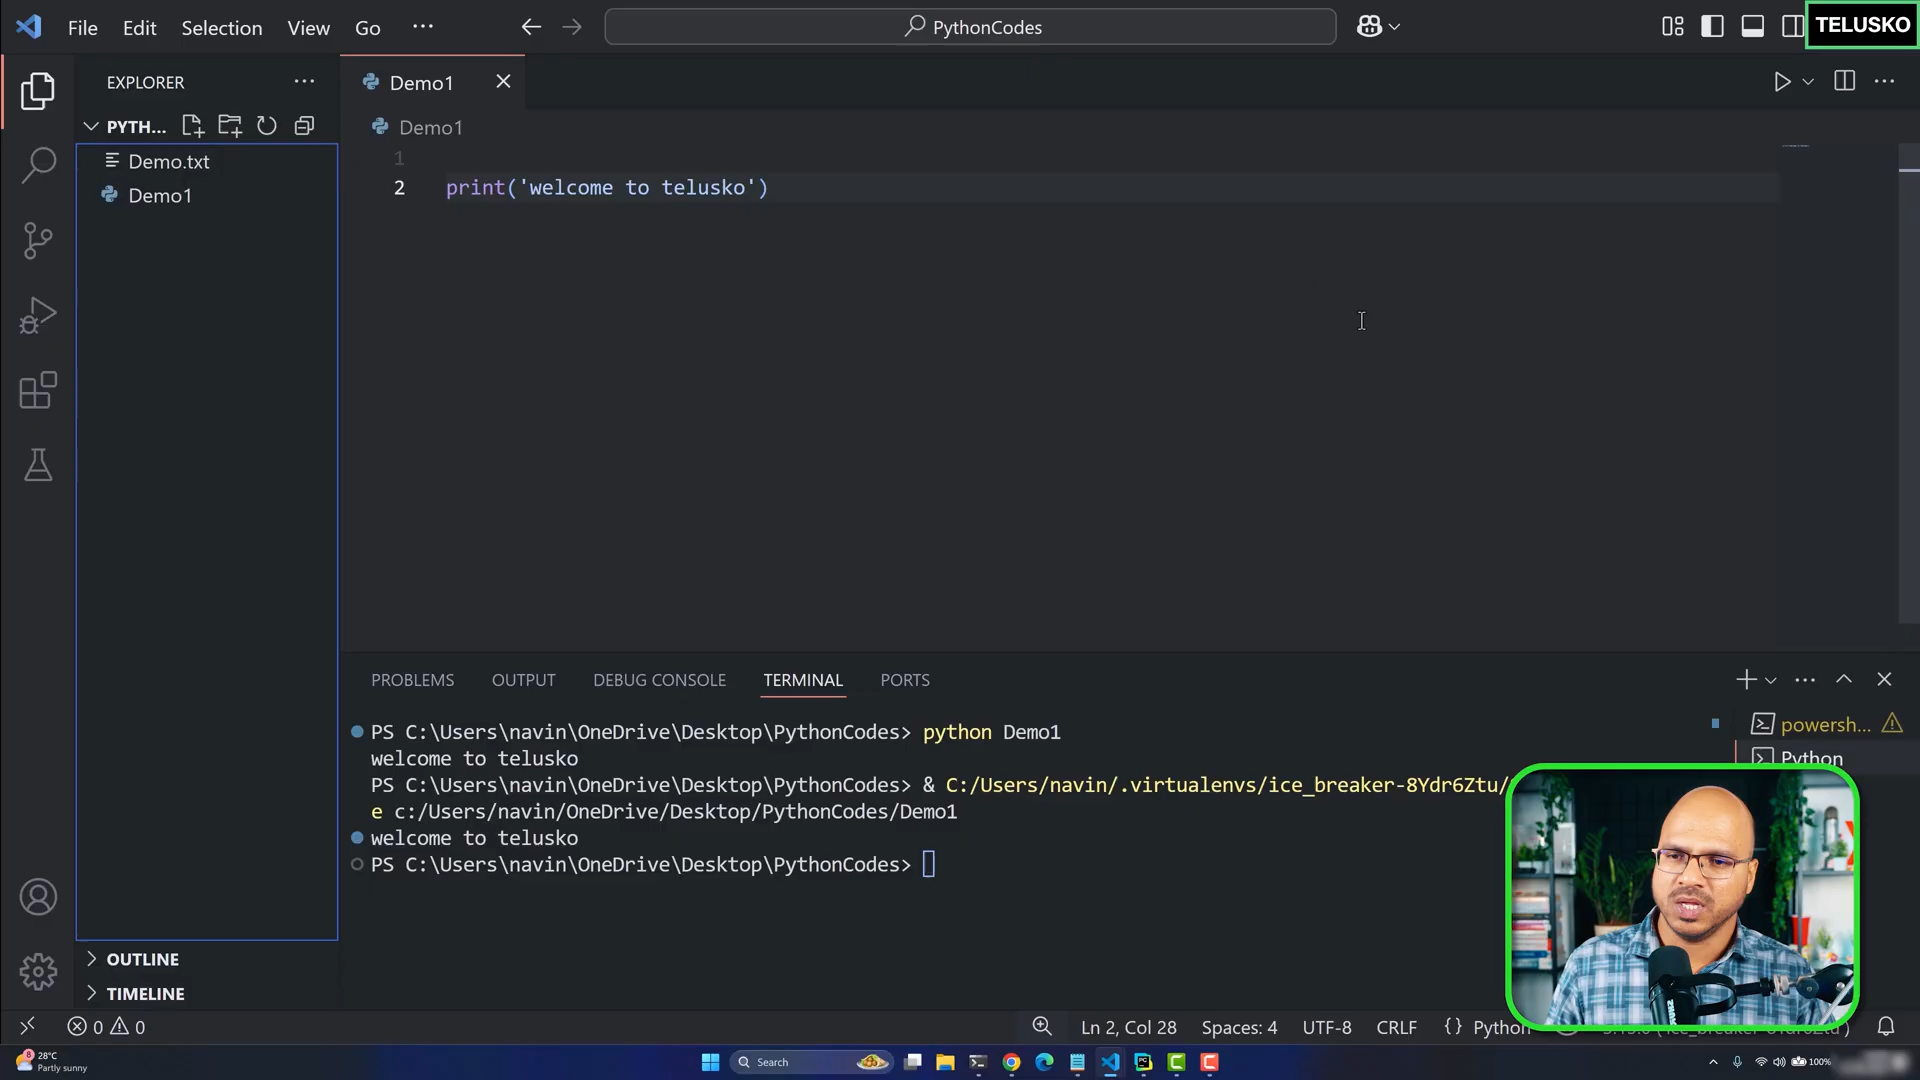 File Edit Selection View Go ···
PythonCodes
TELUSKO
EXPLORER
PYTH...
Demo.txt
Demo1
OUTLINE
TIMELINE
Demo1
Demo1
1
2 print('welcome to telusko')
PROBLEMS OUTPUT DEBUG CONSOLE TERMINAL PORTS
PS C:\Users\navin\OneDrive\Desktop\PythonCodes> python Demo1
welcome to telusko
PS C:\Users\navin\OneDrive\Desktop\PythonCodes> & C:/Users/navin/.virtualenvs/ice_breaker-8Ydr6Ztu/
e c:/Users/navin/OneDrive/Desktop/PythonCodes/Demo1
welcome to telusko
PS C:\Users\navin\OneDrive\Desktop\PythonCodes>
powersh...
Python
0 0
Ln 2, Col 28 Spaces: 4 UTF-8 CRLF {} Python
28°C
Partly sunny
Search
100%